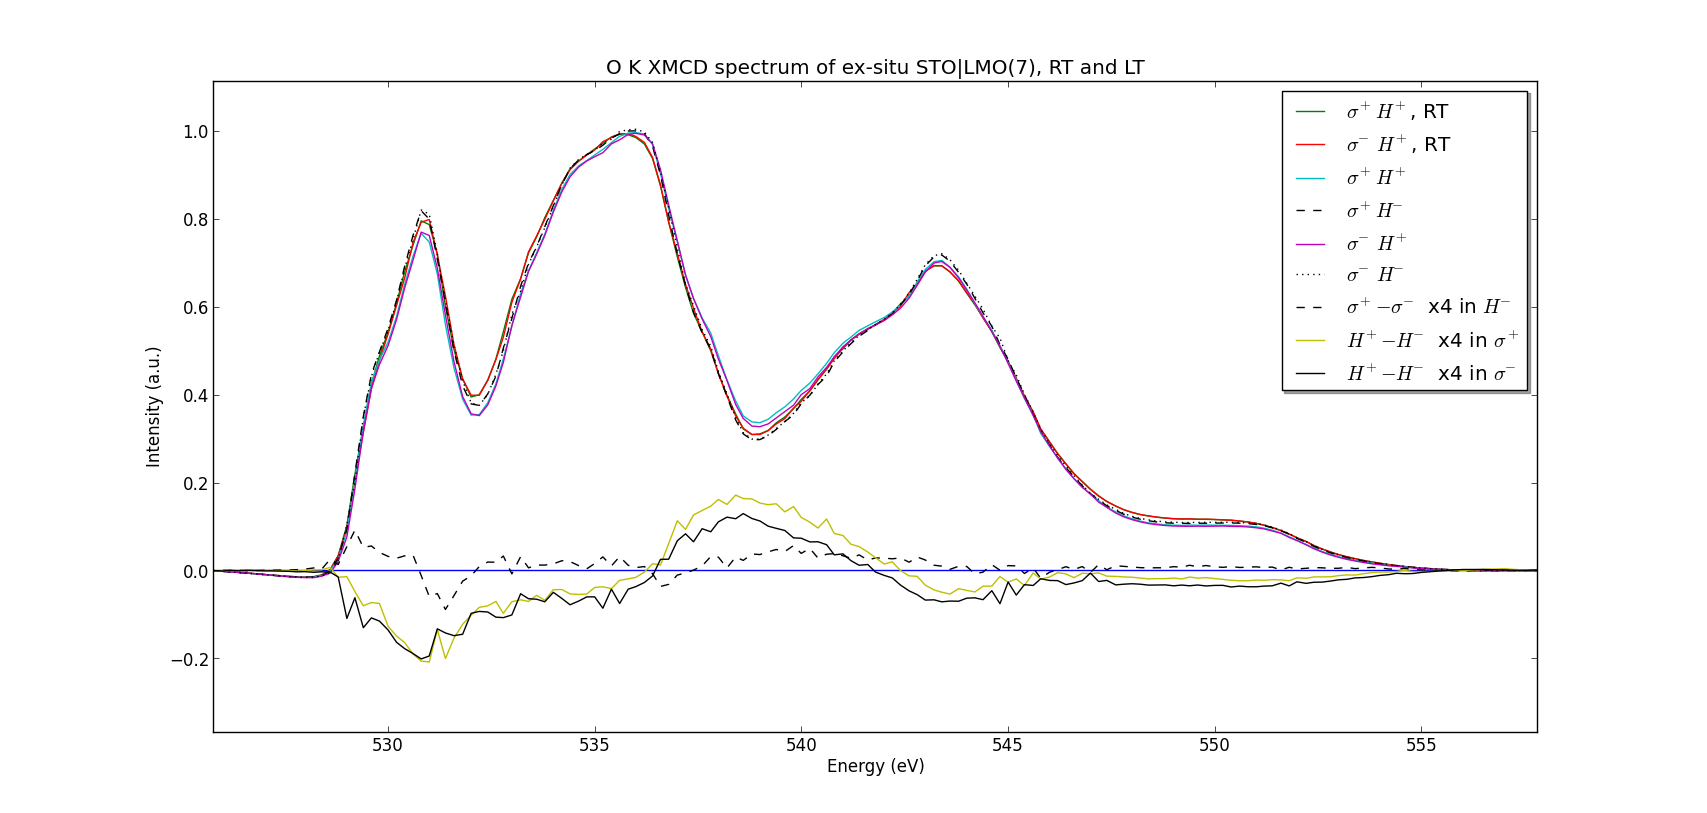 O K XMCD spectrum of ex-situ STO|LMO(7), RT and LT
σ⁺ H⁺, RT
σ⁻ H⁺, RT
σ⁺ H⁺
σ⁺ H⁻
σ⁻ H⁺
σ⁻ H⁻
σ⁺−σ⁻ x4 in H⁻
H⁺−H⁻ x4 in σ⁺
H⁺−H⁻ x4 in σ⁻
Intensity (a.u.)
1.0
0.8
0.6
0.4
0.2
0.0
−0.2
530
535
540
545
550
555
Energy (eV)